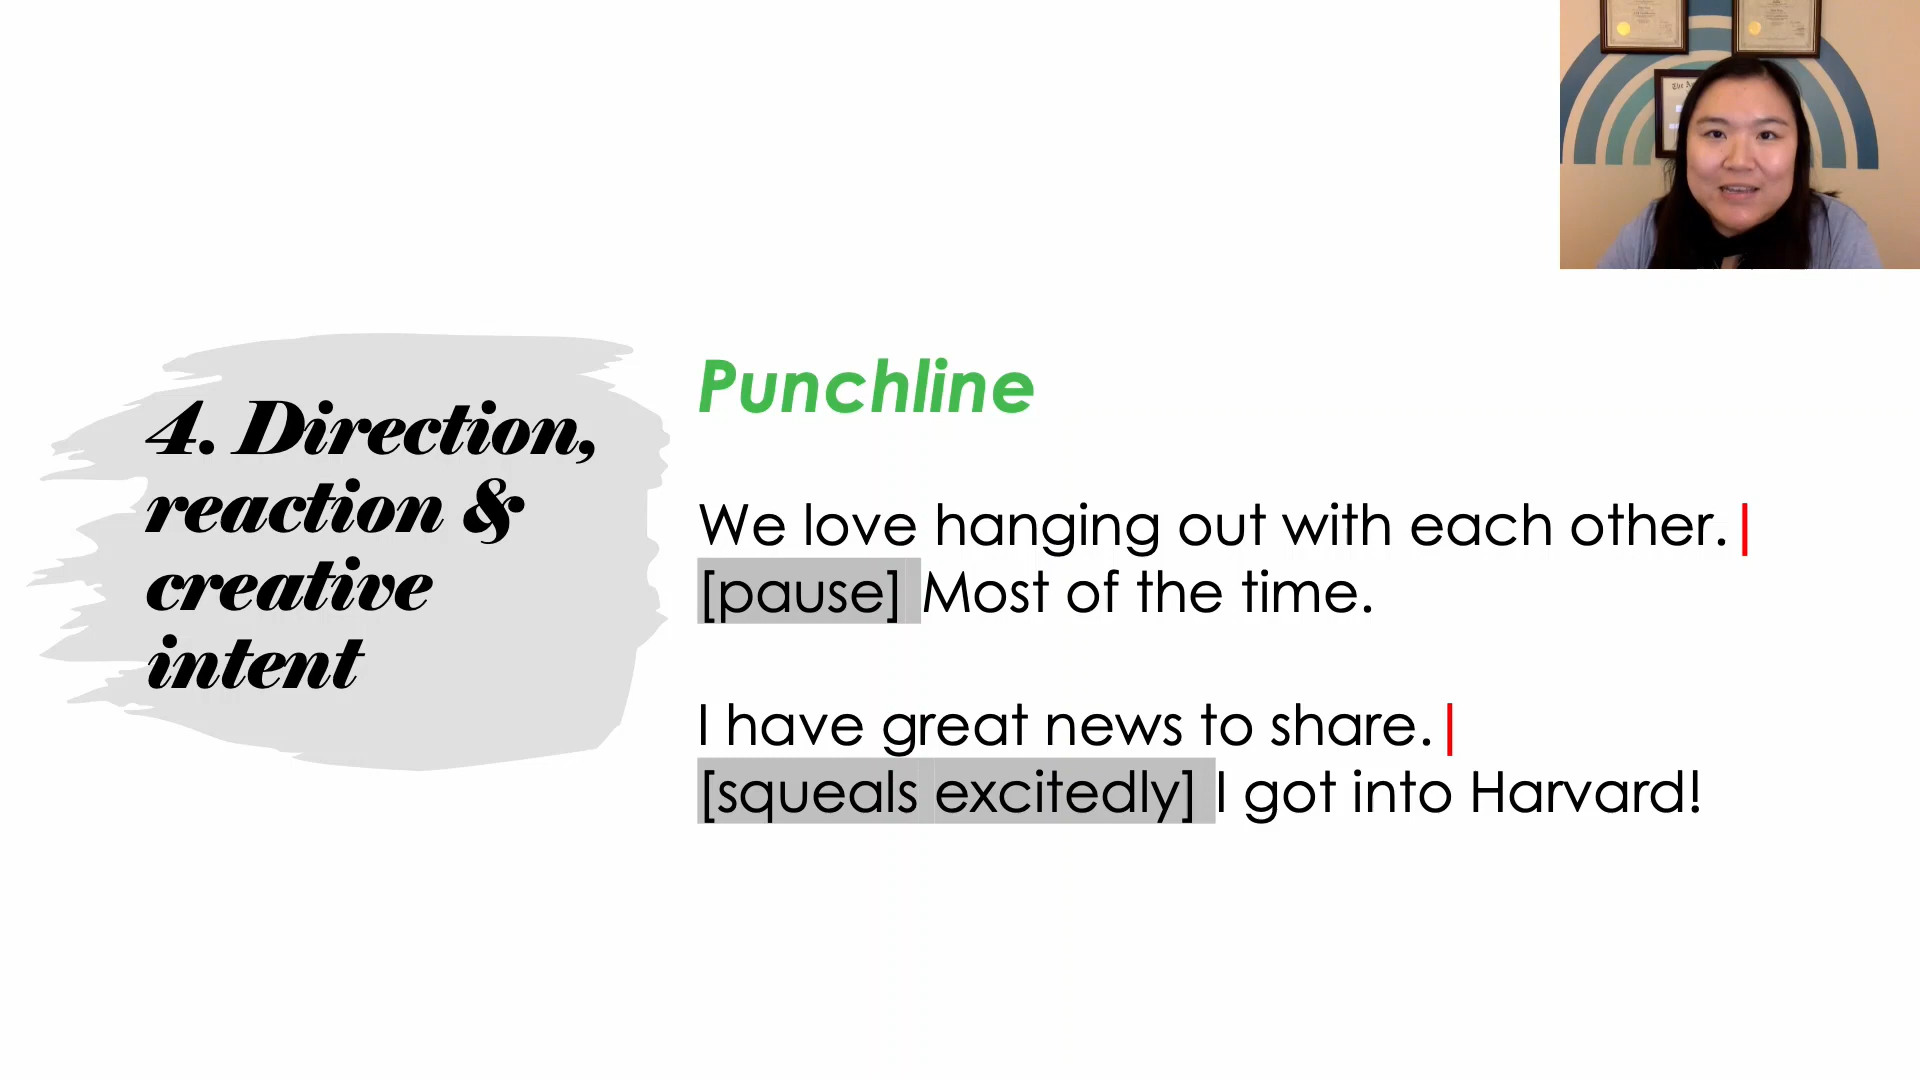 4. Direction,
reaction &
creative
intent
Punchline
We love hanging out with each other.|
[pause] Most of the time.
I have great news to share.|
[squeals excitedly] I got into Harvard!